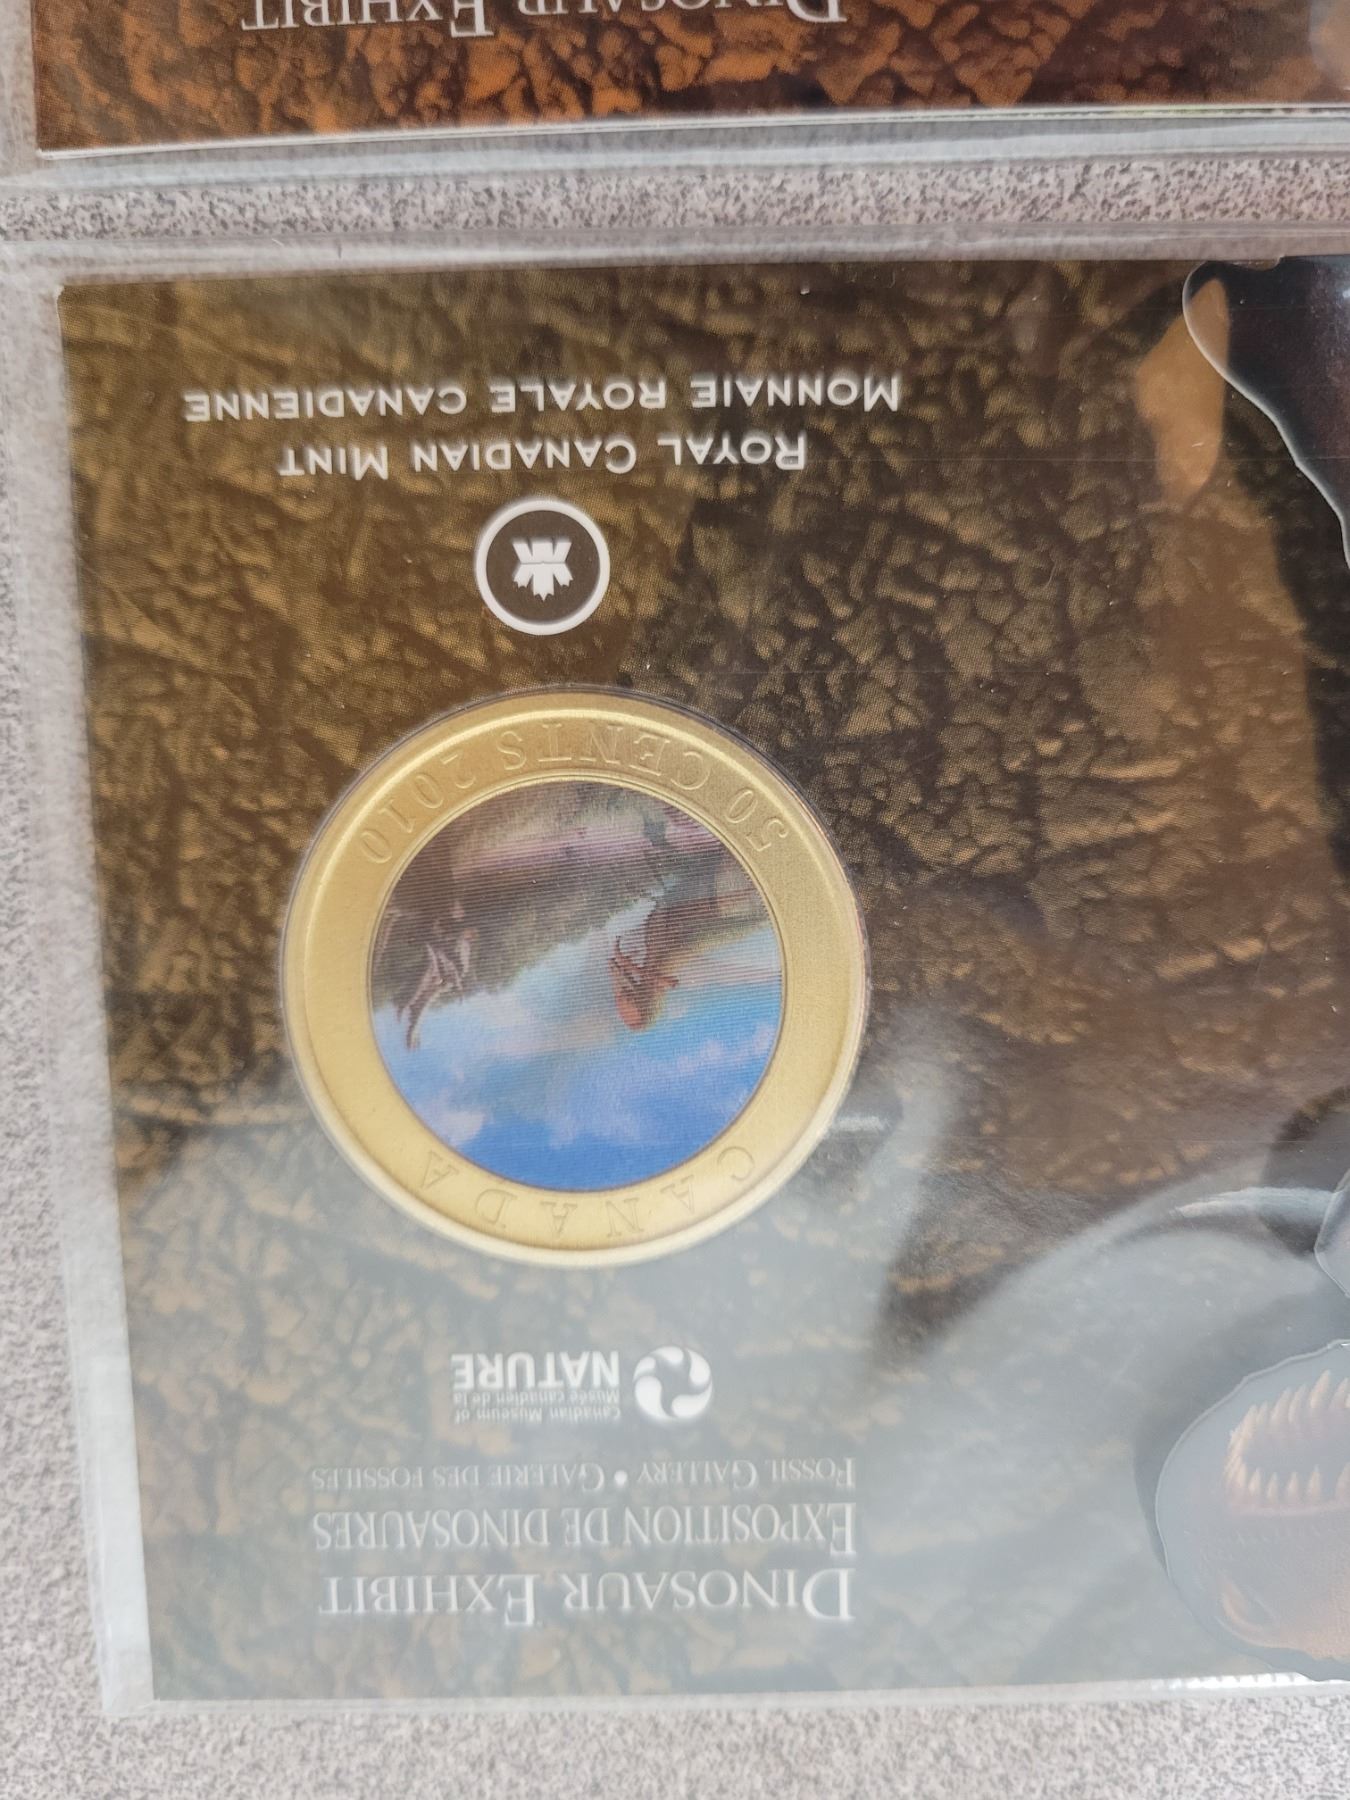 DINOSAUR EXHIBIT
EXPOSITION DE DINOSAURES
FOSSIL GALLERY • GALERIE DES FOSSILES
Canadian Museum of
Musée canadien de la
NATURE
CANADA
50 CENTS 2010
ROYAL CANADIAN MINT
MONNAIE ROYALE CANADIENNE
DINOSAUR EXHIBIT